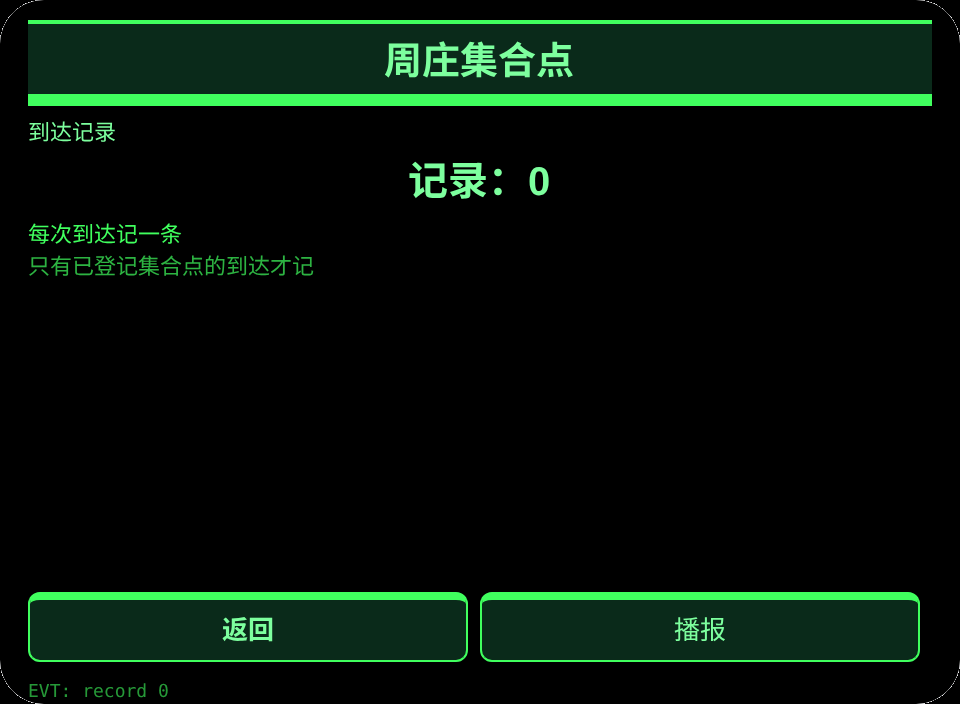 周庄集合点
到达记录
记录：0
每次到达记一条
只有已登记集合点的到达才记
返回
播报
EVT: record 0